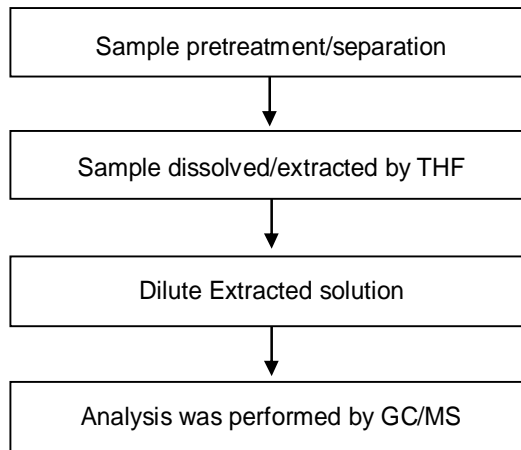 Sample pretreatment/separation
Sample dissolved/extracted by THF
Dilute Extracted solution
Analysis was performed by GC/MS